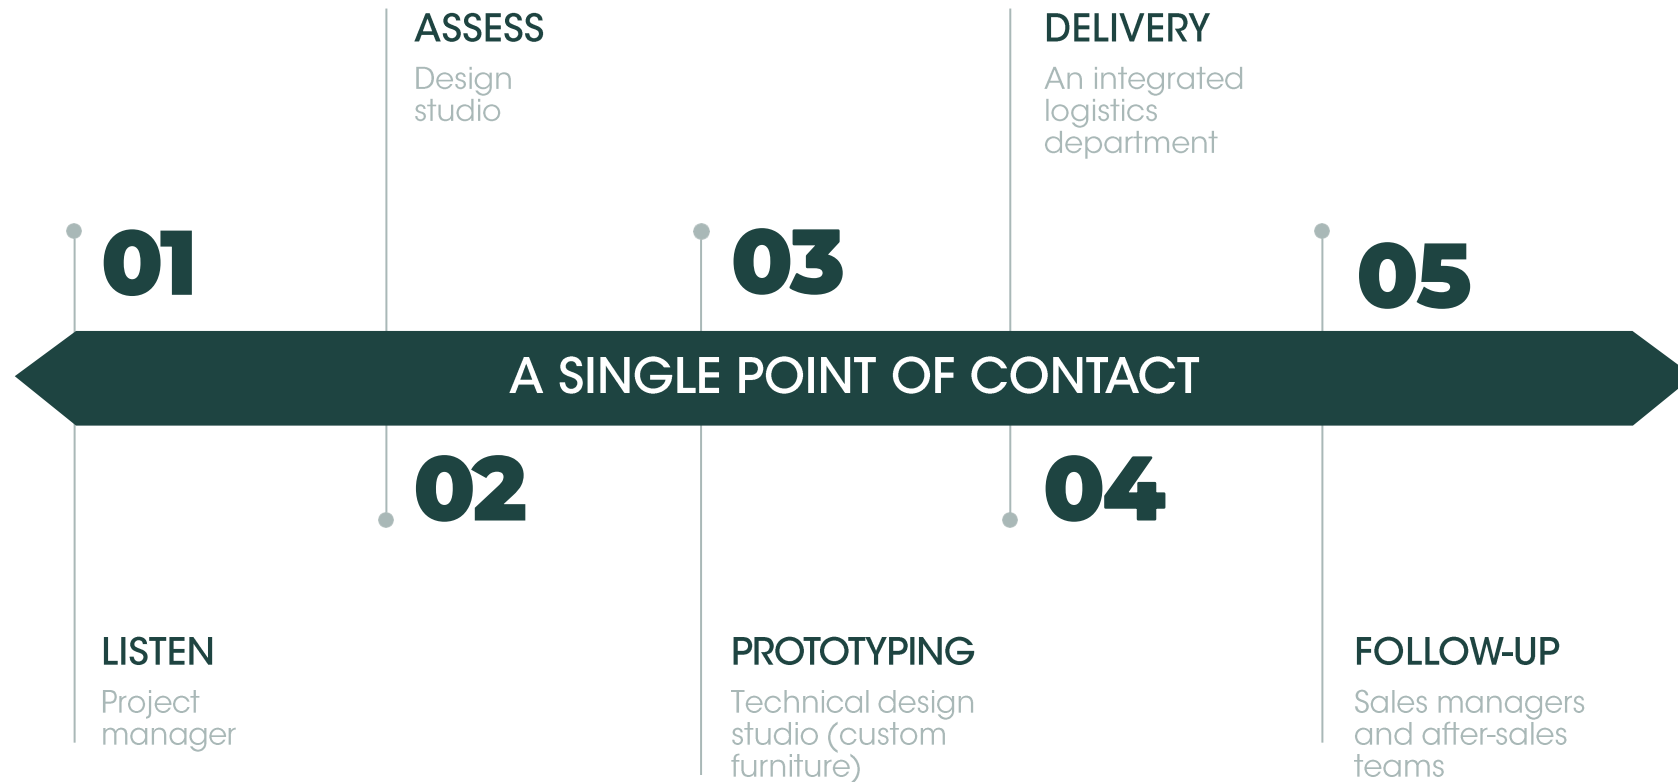 ASSESS
Design
studio
DELIVERY
An integrated
logistics
department
01
03
05
A SINGLE POINT OF CONTACT
02
04
LISTEN
Project
manager
PROTOTYPING
Technical design
studio (custom
furniture)
FOLLOW-UP
Sales managers
and after-sales
teams